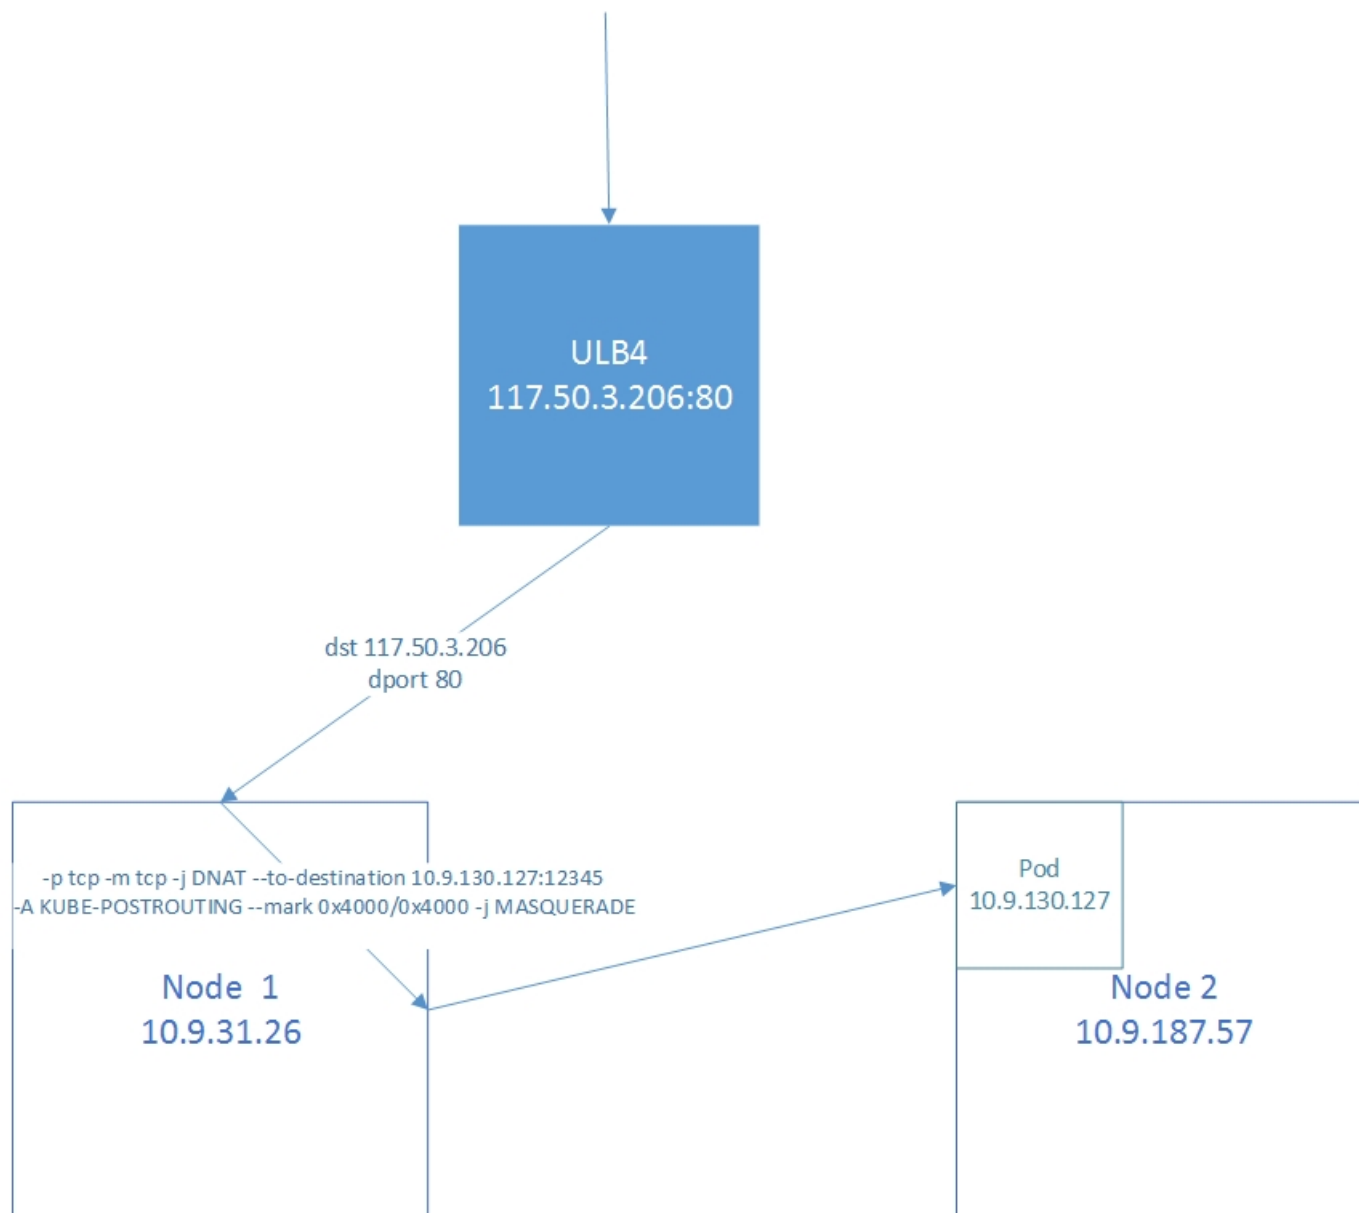 ULB4
117.50.3.206:80
dst 117.50.3.206
dport 80
-p tcp -m tcp -j DNAT --to-destination 10.9.130.127:12345
-A KUBE-POSTROUTING --mark 0x4000/0x4000 -j MASQUERADE
Node 1
10.9.31.26
Pod
10.9.130.127
Node 2
10.9.187.57